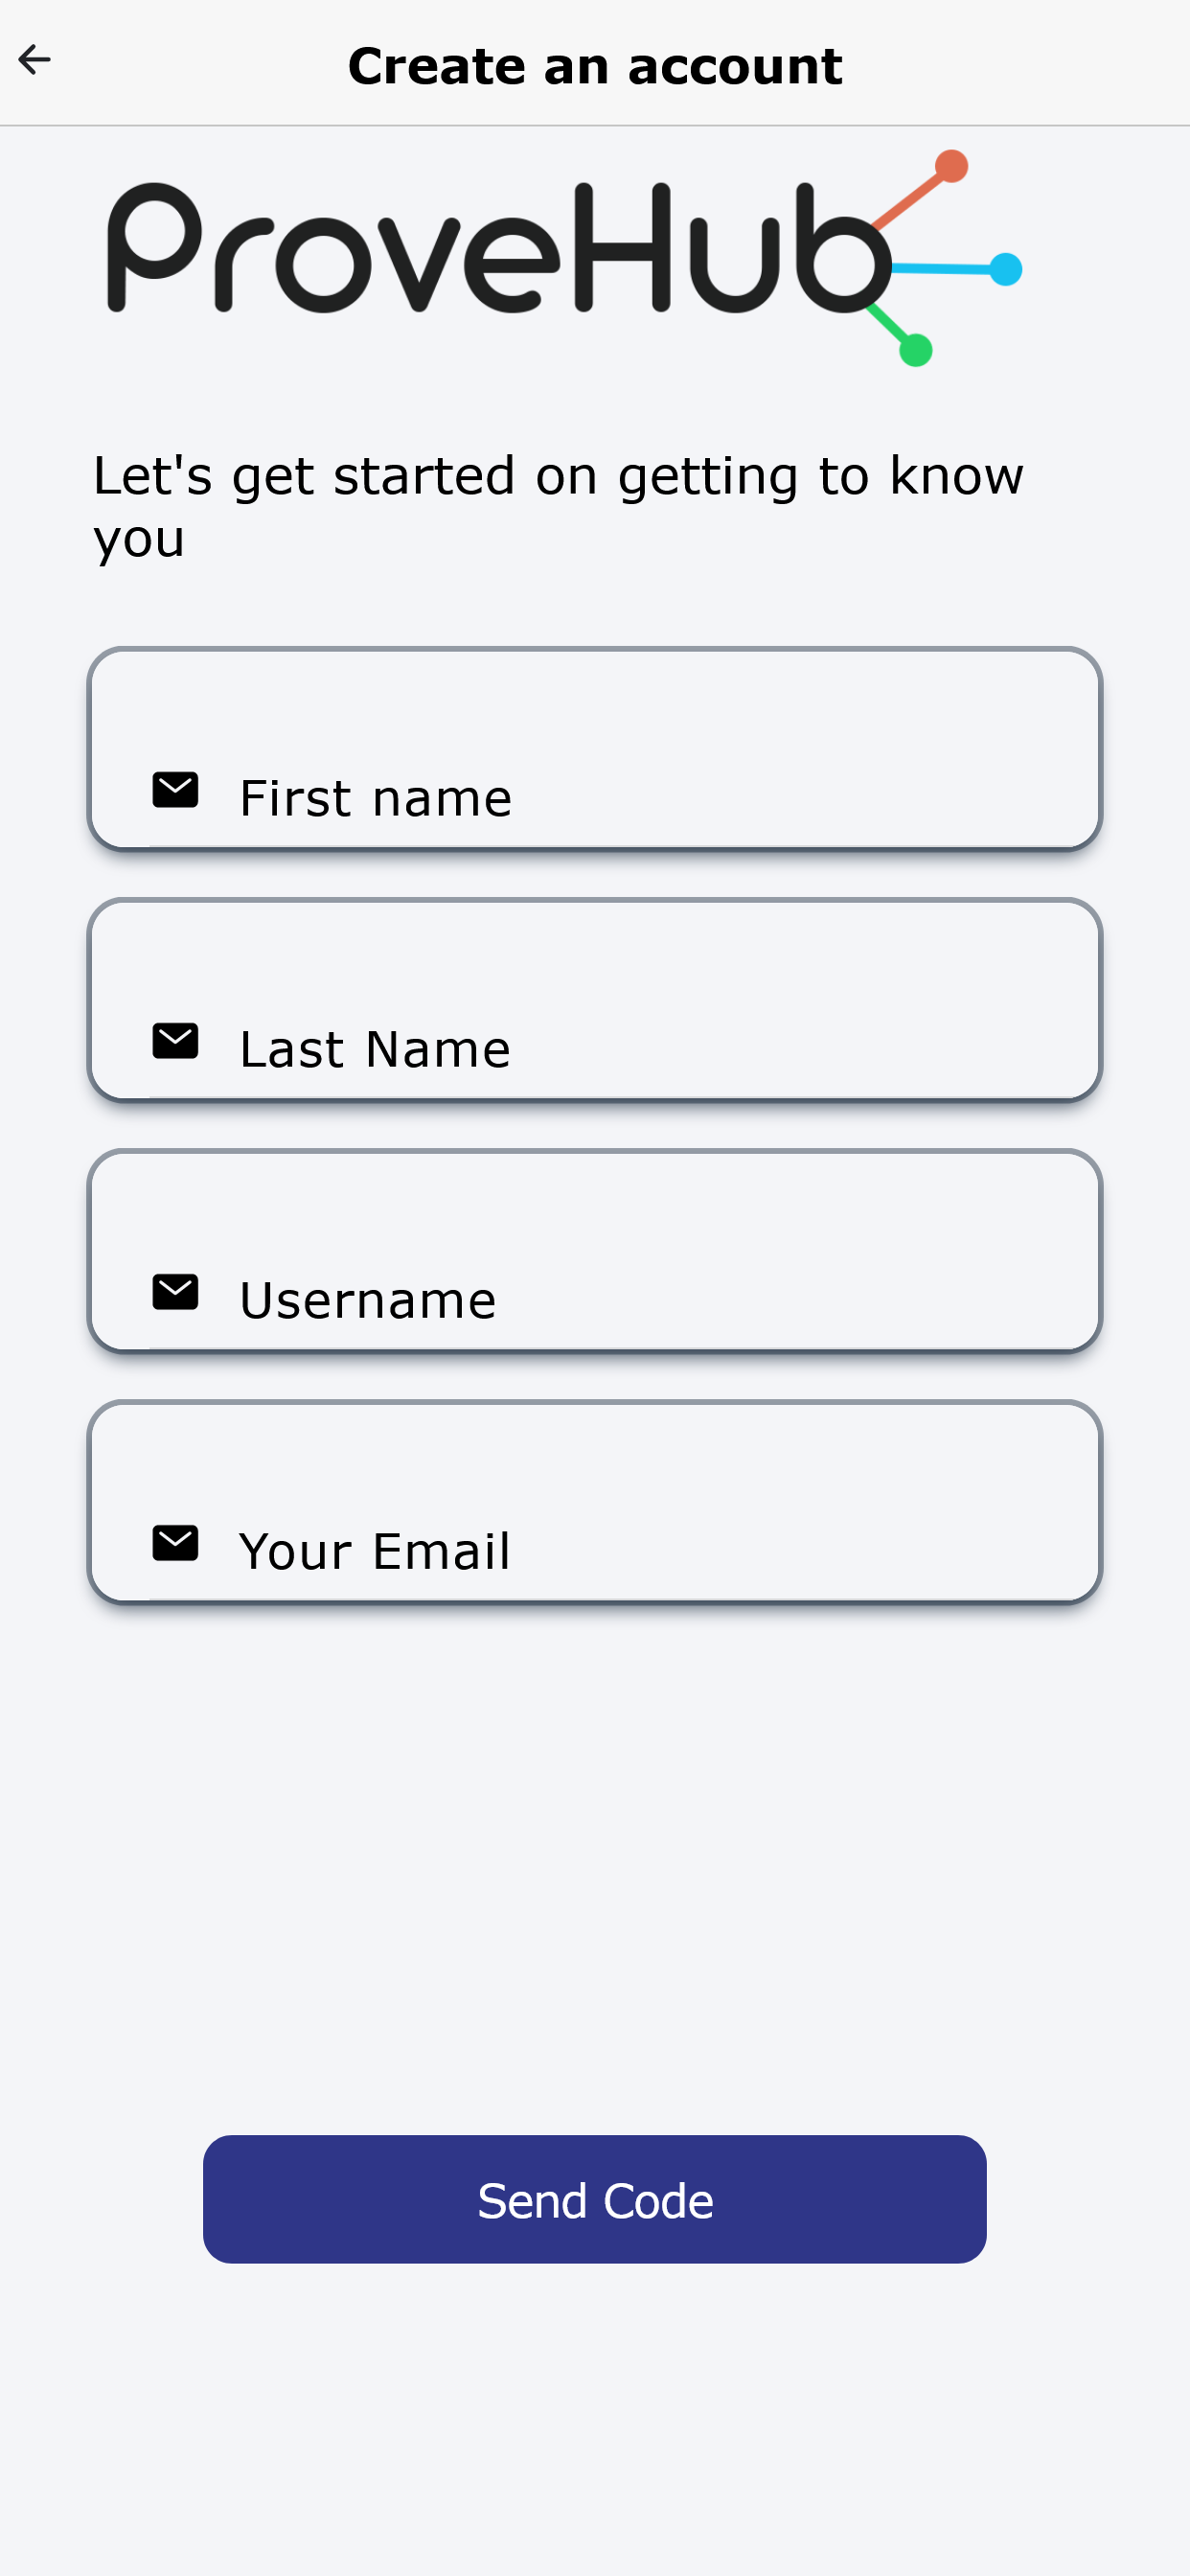 Create an account
ProveHub
Let's get started on getting to know
you
First name
Last Name
Username
Your Email
Send Code